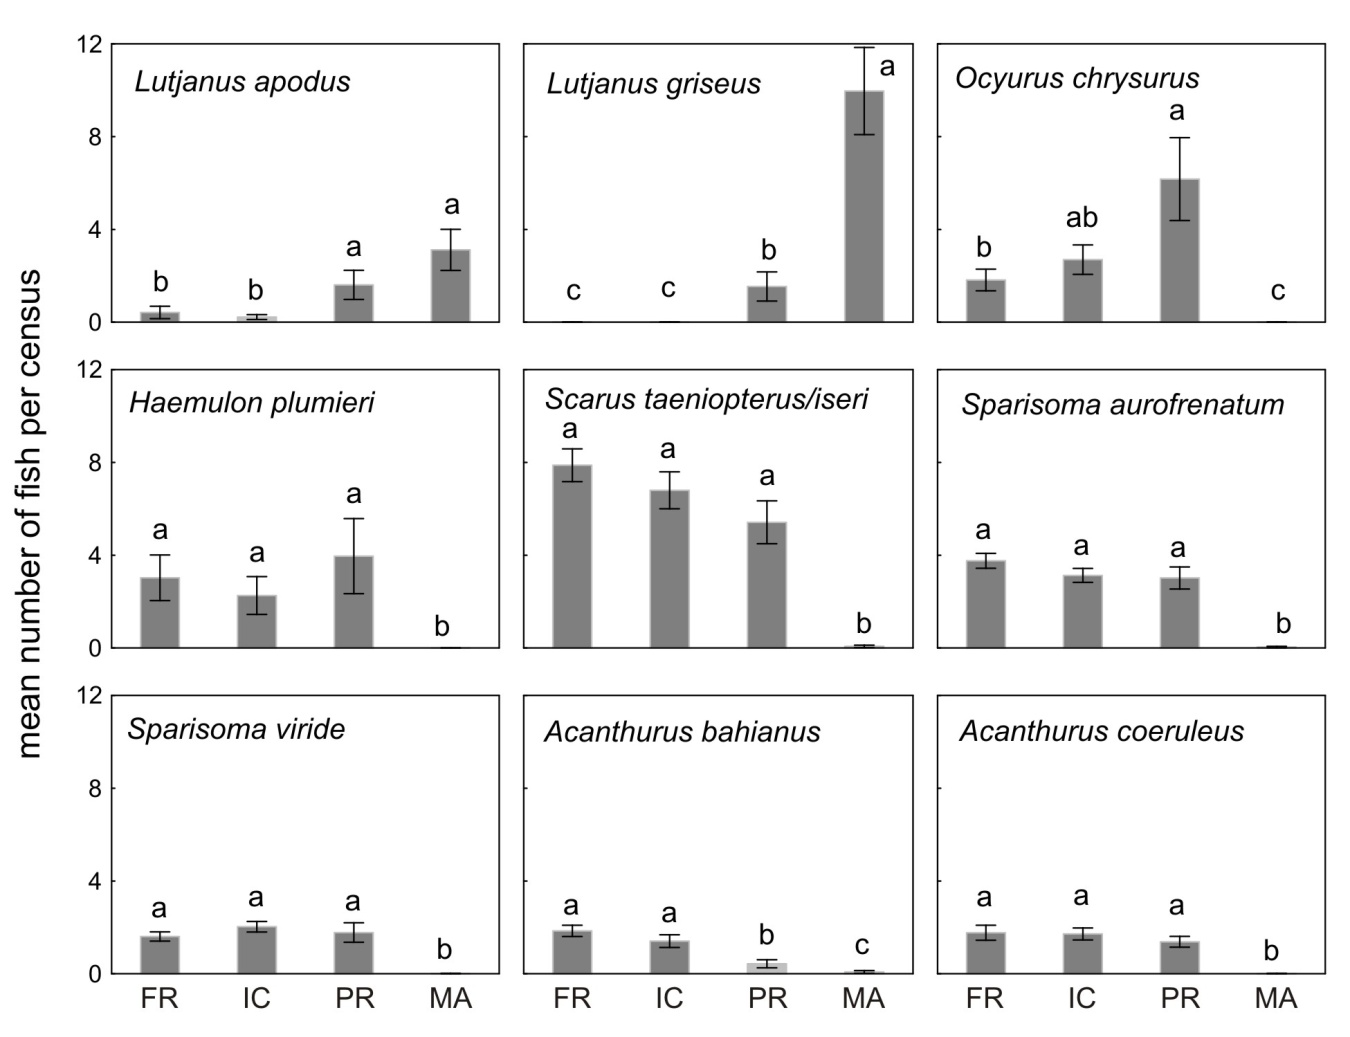 mean number of fish per census
12
8
4
0
Lutjanus apodus
b
b
a
a
Lutjanus griseus
c
c
b
a
Ocyurus chrysurus
b
ab
a
c
12
8
4
0
Haemulon plumieri
a
a
a
b
Scarus taeniopterus/iseri
a
a
a
b
Sparisoma aurofrenatum
a
a
a
b
12
8
4
0
Sparisoma viride
a
a
a
b
Acanthurus bahianus
a
a
b
c
Acanthurus coeruleus
a
a
a
b
FR IC PR MA
FR IC PR MA
FR IC PR MA